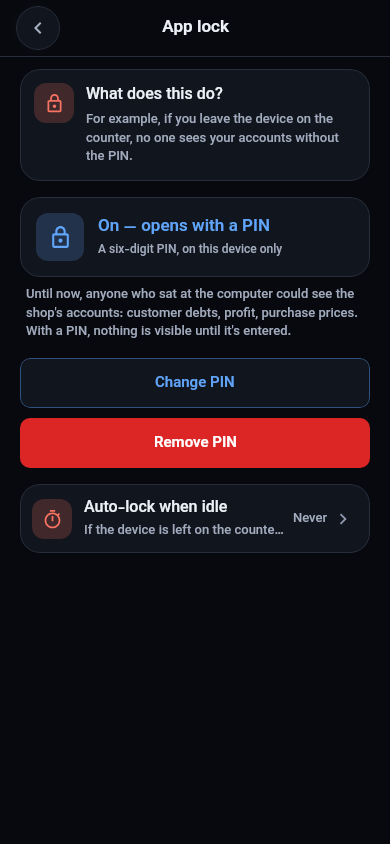 App lock
What does this do?
For example, if you leave the device on the
counter, no one sees your accounts without
the PIN.
On — opens with a PIN
A six-digit PIN, on this device only
Until now, anyone who sat at the computer could see the
shop's accounts: customer debts, profit, purchase prices.
With a PIN, nothing is visible until it's entered.
Change PIN
Remove PIN
Auto-lock when idle
If the device is left on the counte…
Never